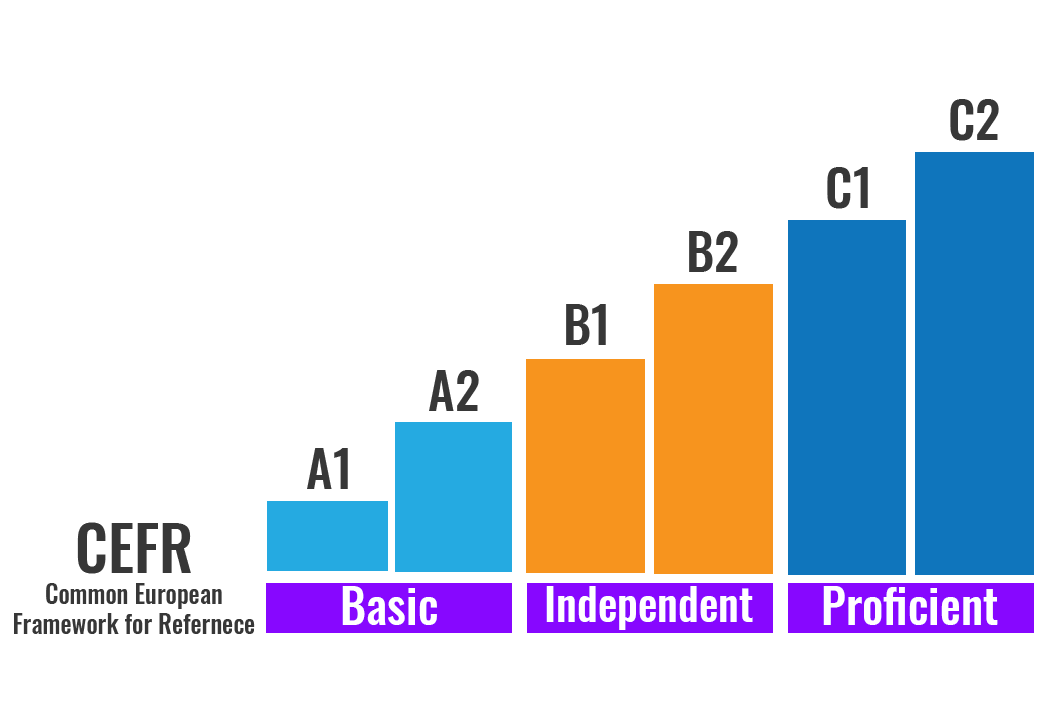 C2
C1
B2
B1
A2
A1
CEFR
Common European
Framework for Refernece
Basic
Independent
Proficient